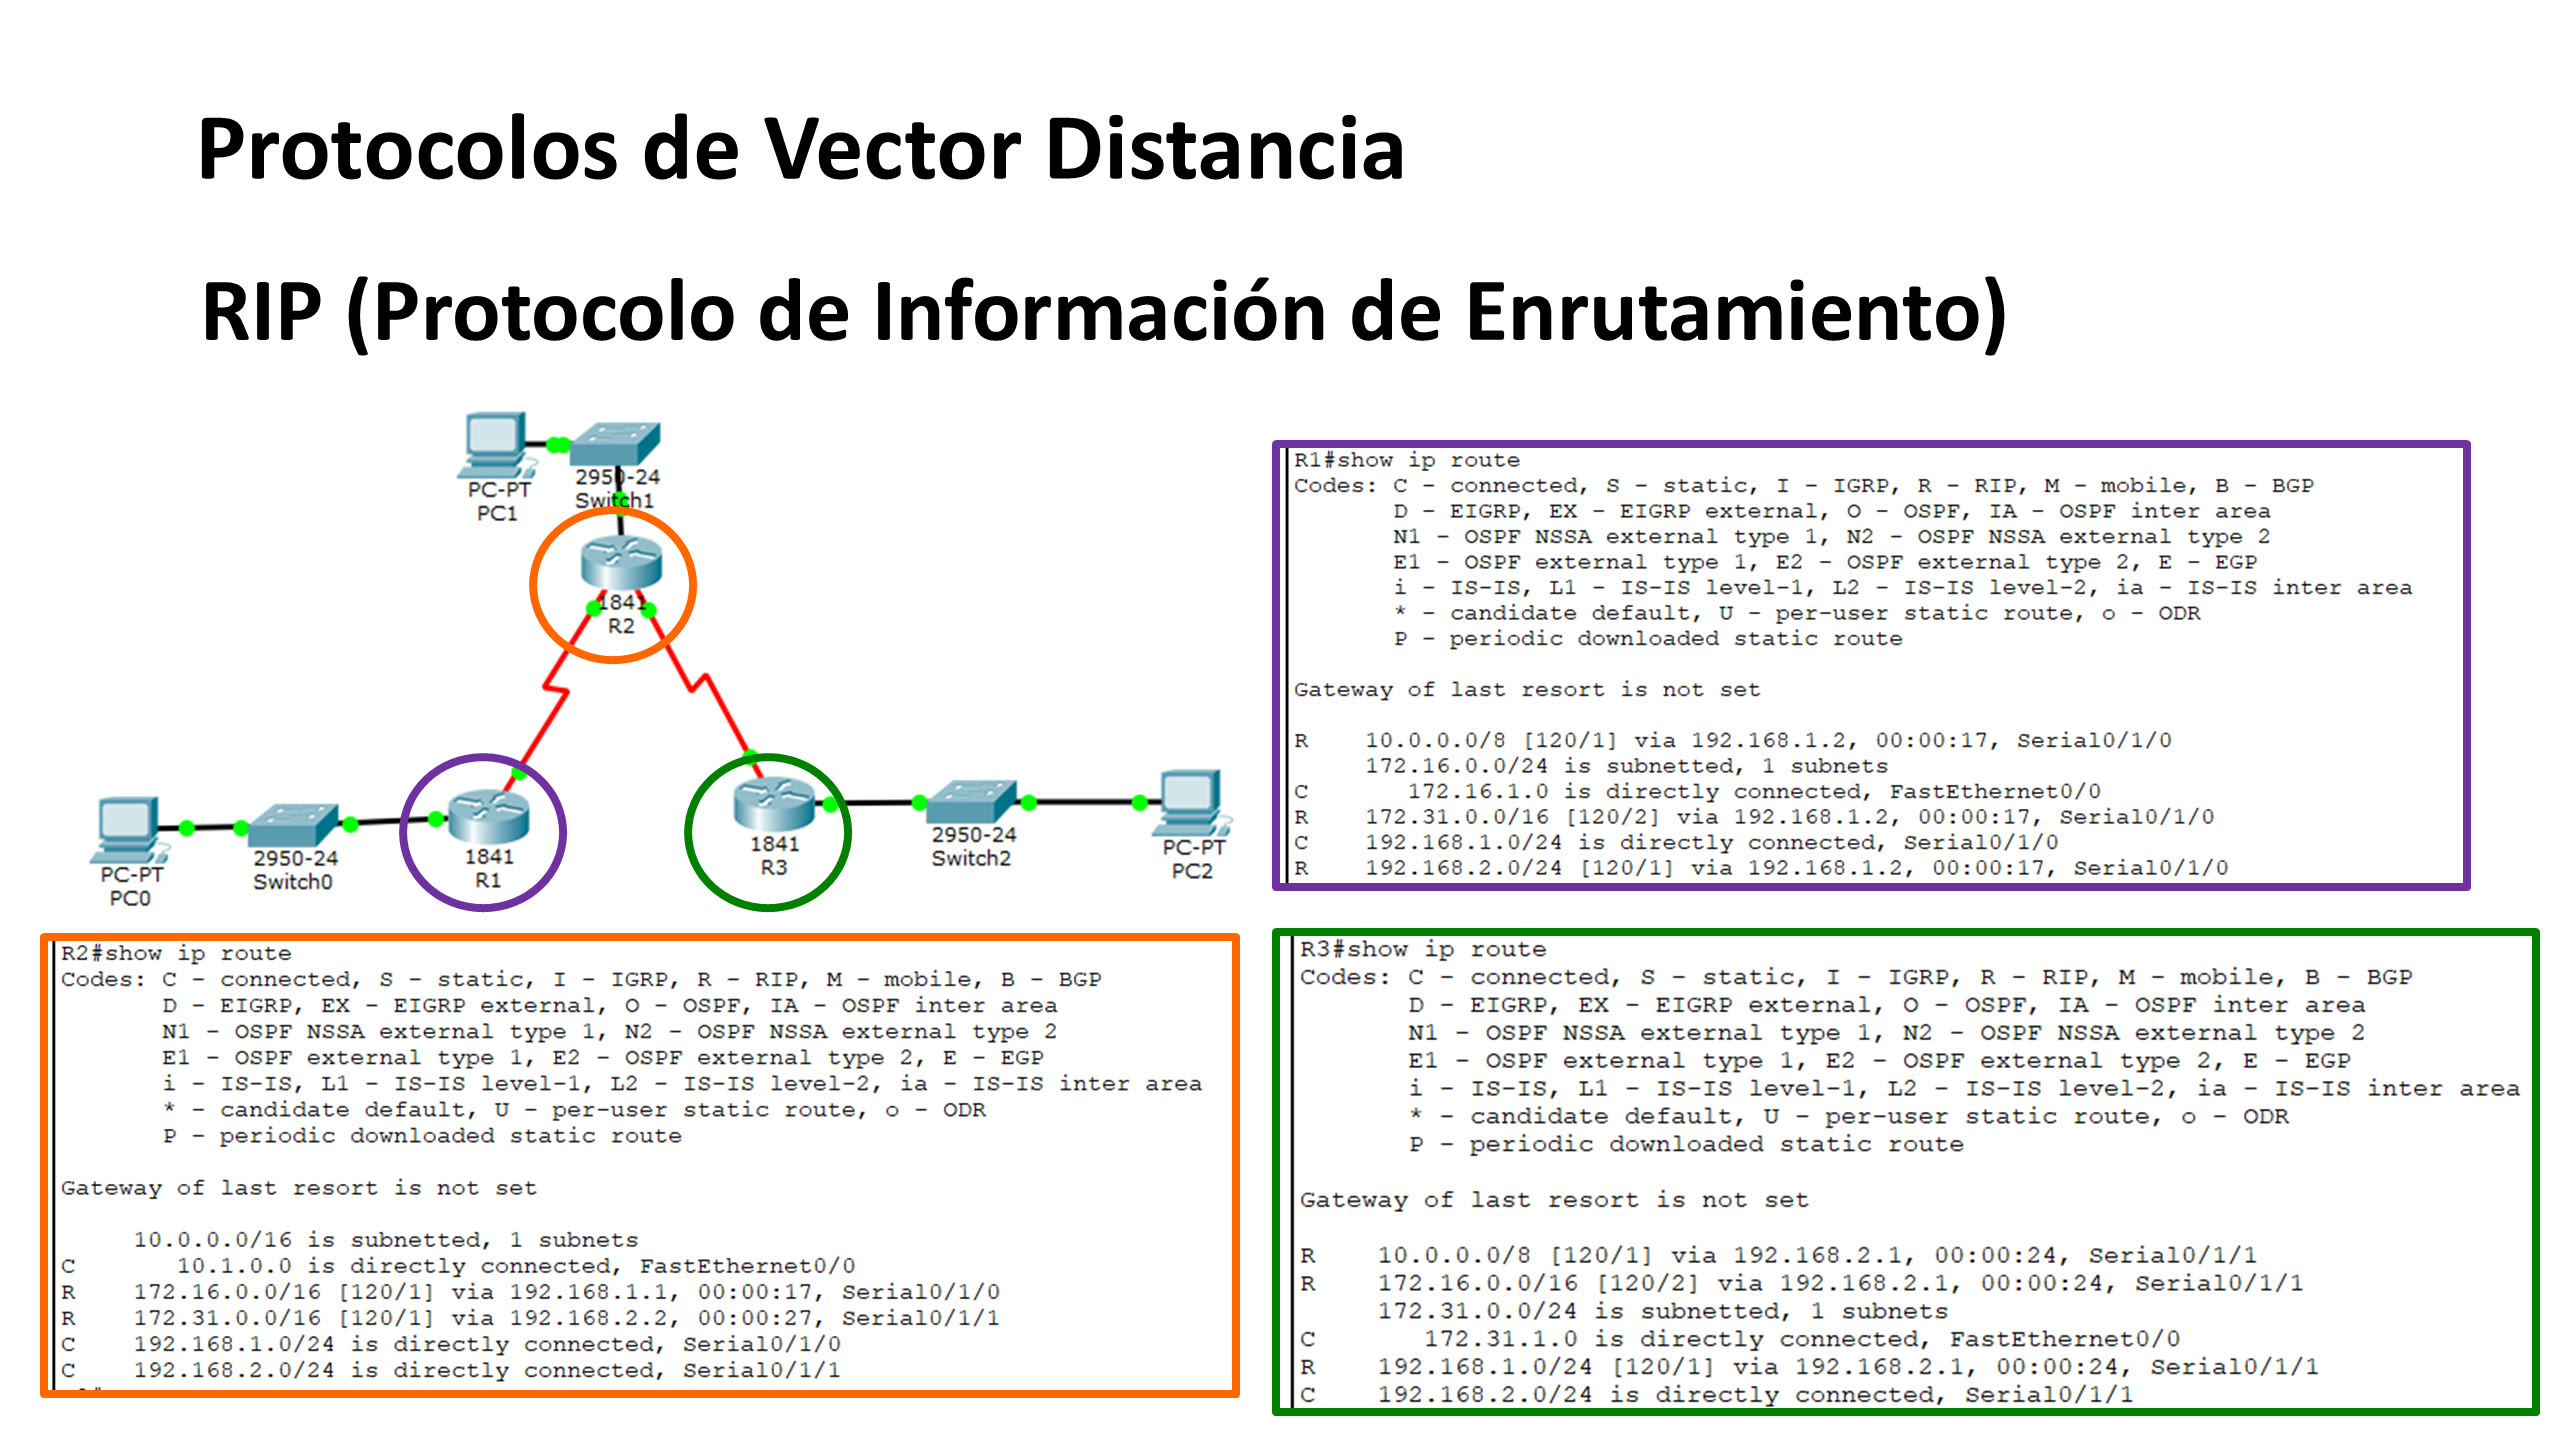 Protocolos de Vector Distancia
RIP (Protocolo de Información de Enrutamiento)
PC-PT
PC1
2950-24
Switch1
1841
R2
PC-PT
PC0
2950-24
Switch0
1841
R1
1841
R3
2950-24
Switch2
PC-PT
PC2
R1#show ip route
Codes: C - connected, S - static, I - IGRP, R - RIP, M - mobile, B - BGP
D - EIGRP, EX - EIGRP external, O - OSPF, IA - OSPF inter area
N1 - OSPF NSSA external type 1, N2 - OSPF NSSA external type 2
E1 - OSPF external type 1, E2 - OSPF external type 2, E - EGP
i - IS-IS, L1 - IS-IS level-1, L2 - IS-IS level-2, ia - IS-IS inter area
* - candidate default, U - per-user static route, o - ODR
P - periodic downloaded static route
Gateway of last resort is not set
R 10.0.0.0/8 [120/1] via 192.168.1.2, 00:00:17, Serial0/1/0
172.16.0.0/24 is subnetted, 1 subnets
C 172.16.1.0 is directly connected, FastEthernet0/0
R 172.31.0.0/16 [120/2] via 192.168.1.2, 00:00:17, Serial0/1/0
C 192.168.1.0/24 is directly connected, Serial0/1/0
R 192.168.2.0/24 [120/1] via 192.168.1.2, 00:00:17, Serial0/1/0
R2#show ip route
Codes: C - connected, S - static, I - IGRP, R - RIP, M - mobile, B - BGP
D - EIGRP, EX - EIGRP external, O - OSPF, IA - OSPF inter area
N1 - OSPF NSSA external type 1, N2 - OSPF NSSA external type 2
E1 - OSPF external type 1, E2 - OSPF external type 2, E - EGP
i - IS-IS, L1 - IS-IS level-1, L2 - IS-IS level-2, ia - IS-IS inter area
* - candidate default, U - per-user static route, o - ODR
P - periodic downloaded static route
Gateway of last resort is not set
10.0.0.0/16 is subnetted, 1 subnets
C 10.1.0.0 is directly connected, FastEthernet0/0
R 172.16.0.0/16 [120/1] via 192.168.1.1, 00:00:17, Serial0/1/0
R 172.31.0.0/16 [120/1] via 192.168.2.2, 00:00:27, Serial0/1/1
C 192.168.1.0/24 is directly connected, Serial0/1/0
C 192.168.2.0/24 is directly connected, Serial0/1/1
R3#show ip route
Codes: C - connected, S - static, I - IGRP, R - RIP, M - mobile, B - BGP
D - EIGRP, EX - EIGRP external, O - OSPF, IA - OSPF inter area
N1 - OSPF NSSA external type 1, N2 - OSPF NSSA external type 2
E1 - OSPF external type 1, E2 - OSPF external type 2, E - EGP
i - IS-IS, L1 - IS-IS level-1, L2 - IS-IS level-2, ia - IS-IS inter area
* - candidate default, U - per-user static route, o - ODR
P - periodic downloaded static route
Gateway of last resort is not set
R 10.0.0.0/8 [120/1] via 192.168.2.1, 00:00:24, Serial0/1/1
R 172.16.0.0/16 [120/2] via 192.168.2.1, 00:00:24, Serial0/1/1
172.31.0.0/24 is subnetted, 1 subnets
C 172.31.1.0 is directly connected, FastEthernet0/0
R 192.168.1.0/24 [120/1] via 192.168.2.1, 00:00:24, Serial0/1/1
C 192.168.2.0/24 is directly connected, Serial0/1/1